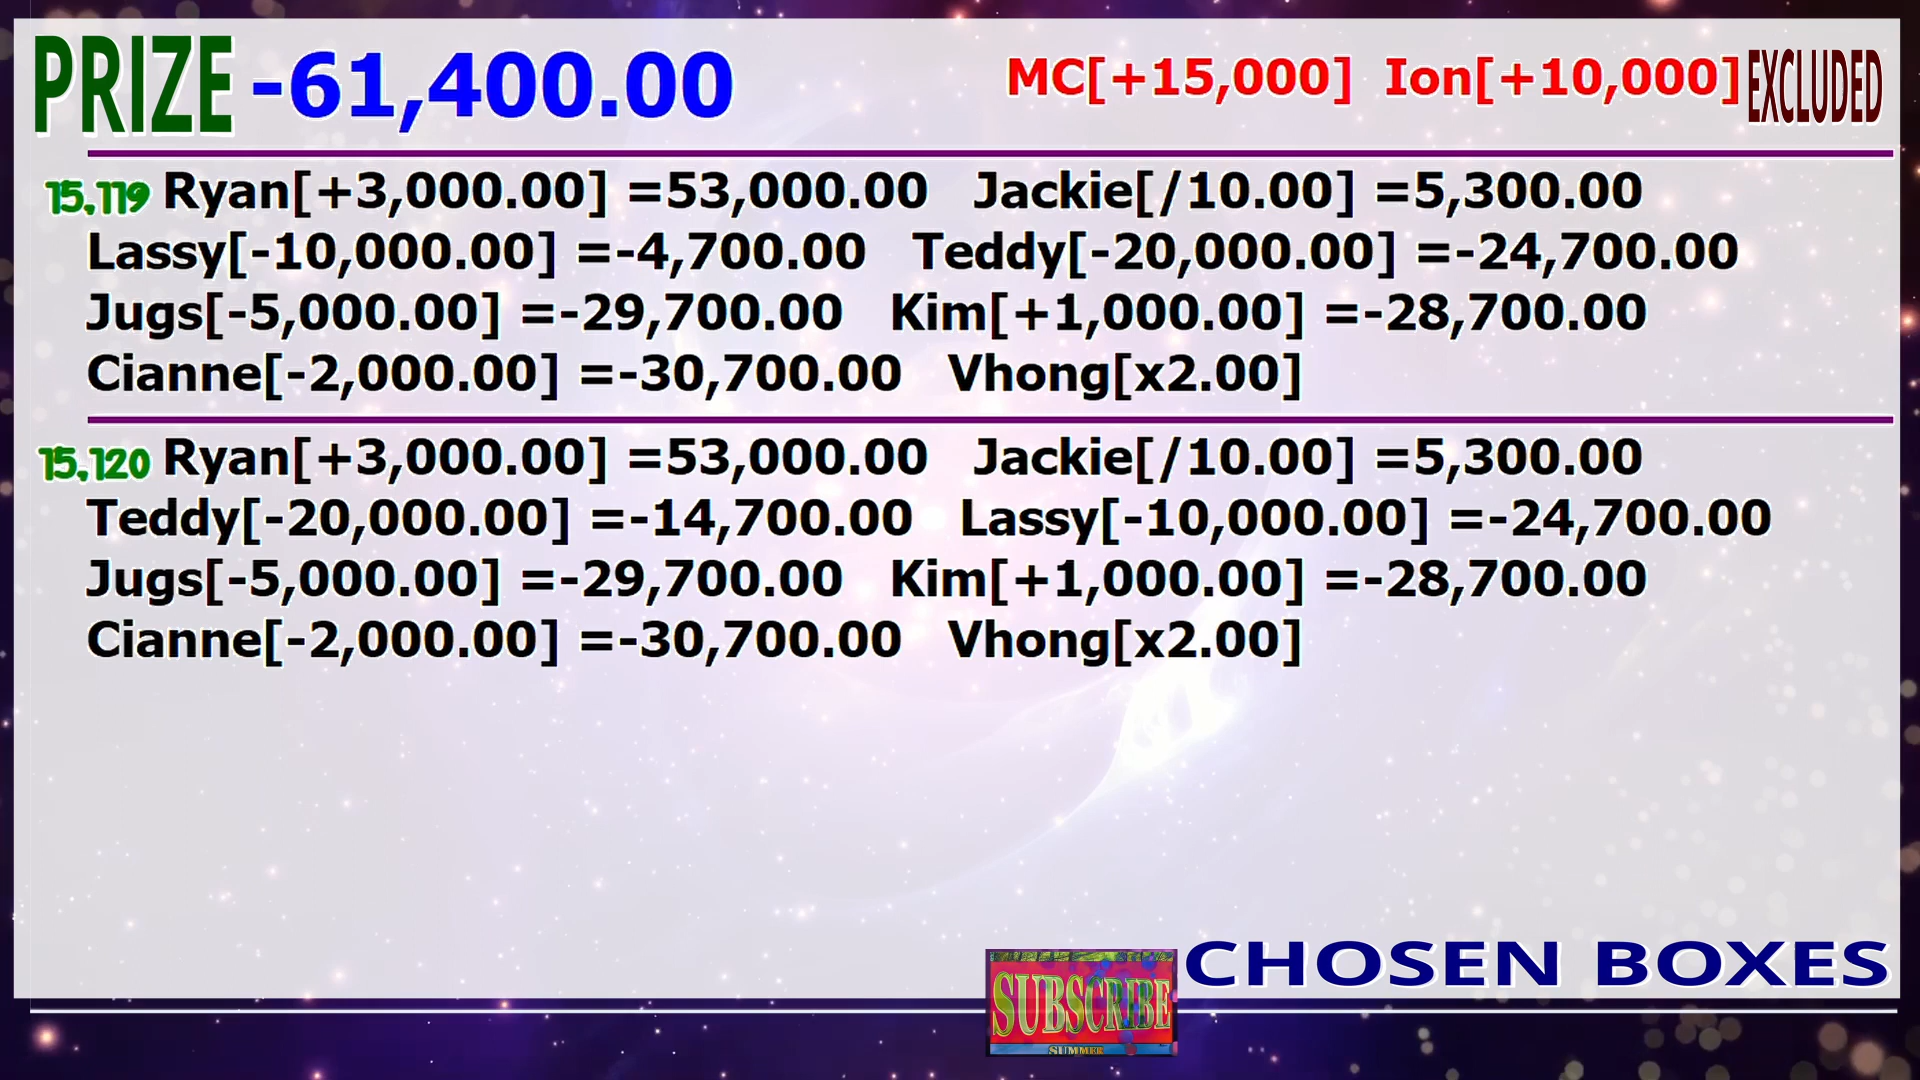 PRIZE -61,400.00 MC[+15,000] Ion[+10,000] EXCLUDED
15,119 Ryan[+3,000.00] =53,000.00 Jackie[/10.00] =5,300.00
Lassy[-10,000.00] =-4,700.00 Teddy[-20,000.00] =-24,700.00
Jugs[-5,000.00] =-29,700.00 Kim[+1,000.00] =-28,700.00
Cianne[-2,000.00] =-30,700.00 Vhong[x2.00]
15,120 Ryan[+3,000.00] =53,000.00 Jackie[/10.00] =5,300.00
Teddy[-20,000.00] =-14,700.00 Lassy[-10,000.00] =-24,700.00
Jugs[-5,000.00] =-29,700.00 Kim[+1,000.00] =-28,700.00
Cianne[-2,000.00] =-30,700.00 Vhong[x2.00]
CHOSEN BOXES
SUBSCRIBE
SUMMER